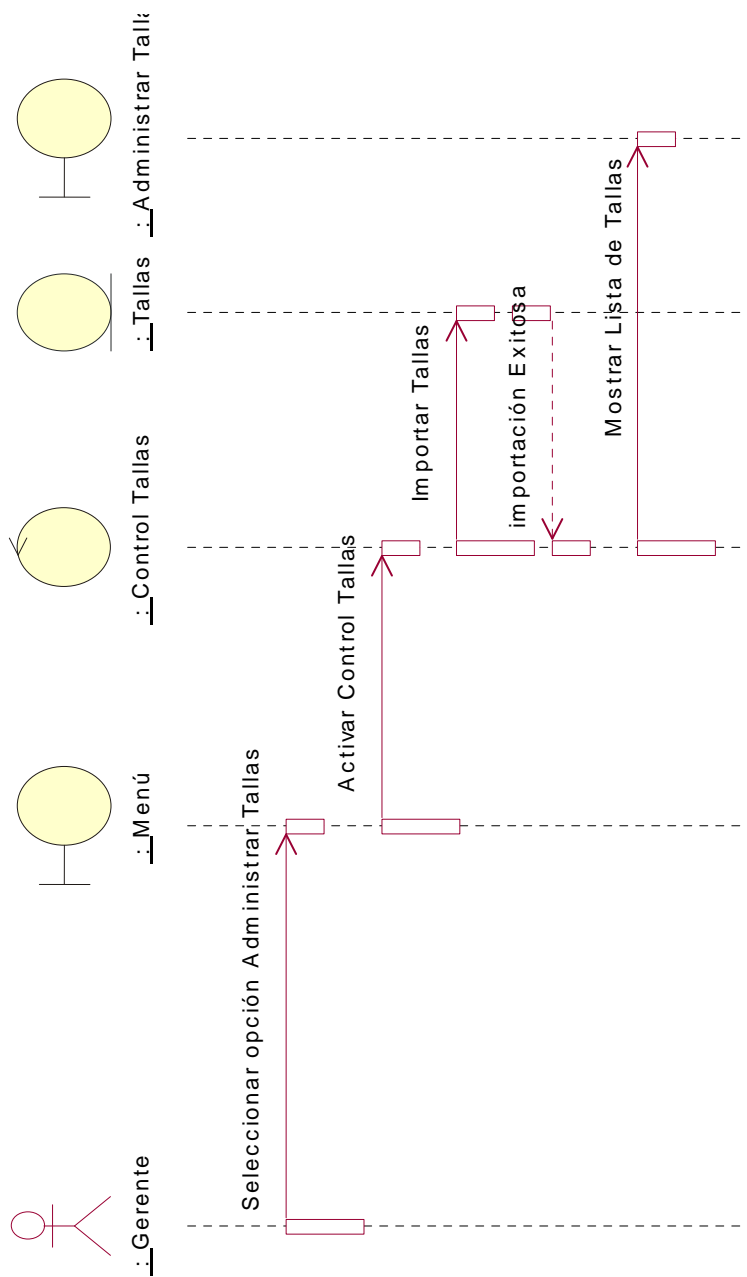 : Gerente
: Menú
: Control Tallas
: Tallas
: Administrar
Seleccionar opción Administrar Tallas
Activar Control Tallas
Importar Tallas
importación Exitosa
Mostrar Lista de Tallas